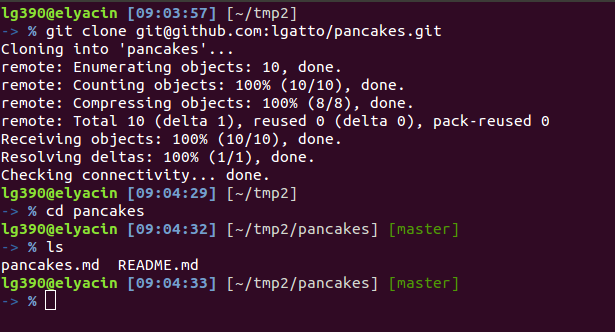 lg390@elyacin [09:03:57] [~/tmp2]
-> % git clone git@github.com:lgatto/pancakes.git
Cloning into 'pancakes'...
remote: Enumerating objects: 10, done.
remote: Counting objects: 100% (10/10), done.
remote: Compressing objects: 100% (8/8), done.
remote: Total 10 (delta 1), reused 0 (delta 0), pack-reused 0
Receiving objects: 100% (10/10), done.
Resolving deltas: 100% (1/1), done.
Checking connectivity... done.
lg390@elyacin [09:04:29] [~/tmp2]
-> % cd pancakes
lg390@elyacin [09:04:32] [~/tmp2/pancakes] [master]
-> % ls
pancakes.md  README.md
lg390@elyacin [09:04:33] [~/tmp2/pancakes] [master]
-> %